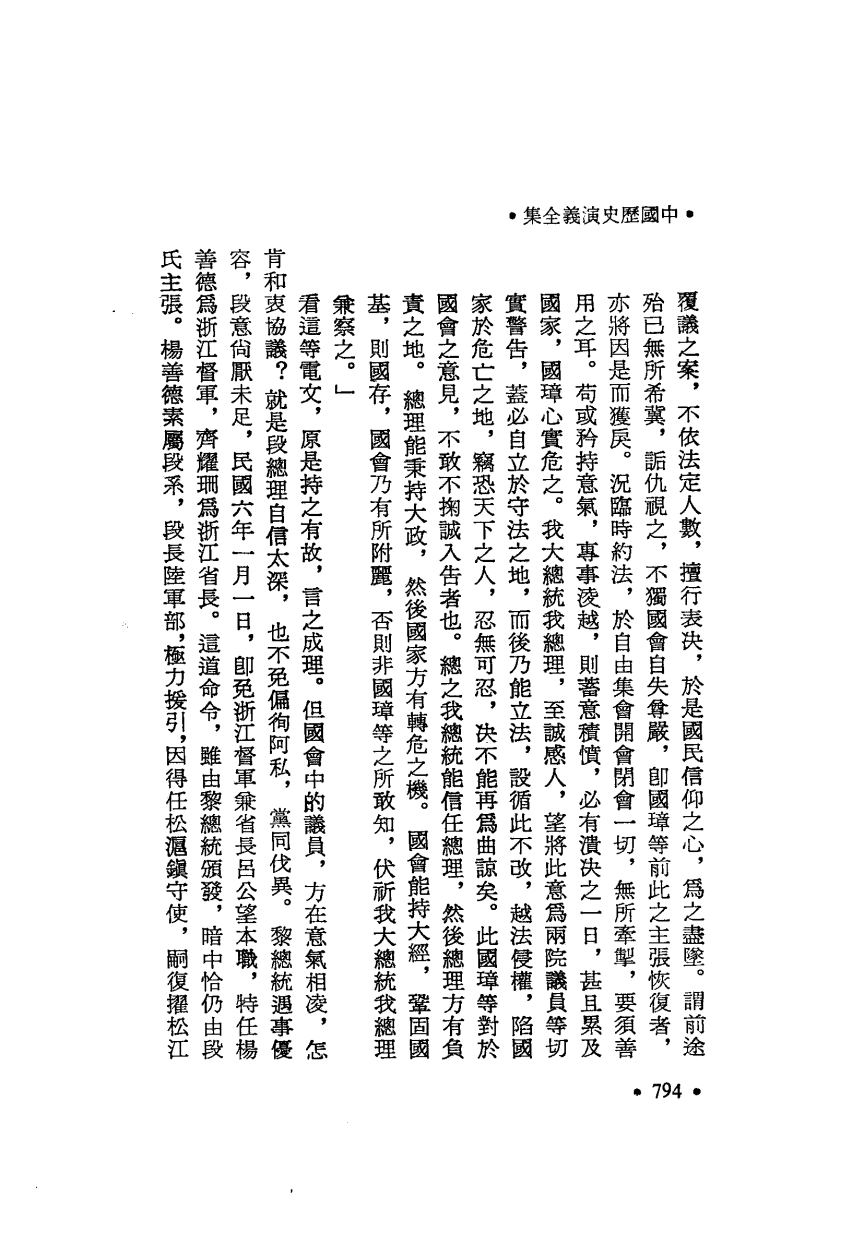 •中國歷史演義全集•
覆議之案，不依法定人數，擅行表决，於是國民信仰之心，爲之盡墜。謂前途
殆已無所希冀，詬仇視之，不獨國會自失尊嚴，卽國璋等前此之主張恢復者，
亦將因是而獲戾。況臨時約法，於自由集會開會閉會一切，無所牽掣，要須善
用之耳。苟或矜持意氣，專事凌越，則蓄意積憤，必有潰决之一日，甚且累及
國家，國璋心實危之。我大總統我總理，至誠感人，望將此意爲兩院議員等切
實警告，蓋必自立於守法之地，而後乃能立法，設循此不改，越法侵權，陷國
家於危亡之地，竊恐天下之人，忍無可忍，决不能再爲曲諒矣。此國璋等對於
國會之意見，不敢不掬誠入告者也。總之我總統能信任總理，然後總理方有負
責之地。總理能秉持大政，然後國家方有轉危之機。國會能持大經，鞏固國
基，則國存，國會乃有所附麗，否則非國璋等之所敢知，伏祈我大總統我總理
兼察之。」
看這等電文，原是持之有故，言之成理。但國會中的議員，方在意氣相凌，怎
肯和衷協議？就是段總理自信太深，也不免偏徇阿私，黨同伐異。黎總統遇事優
容，段意尙厭未足，民國六年一月一日，卽免浙江督軍兼省長呂公望本職，特任楊
善德爲浙江督軍，齊耀珊爲浙江省長。這道命令，雖由黎總統頒發，暗中恰仍由段
氏主張。楊善德素屬段系，段長陸軍部，極力援引，因得任松滬鎭守使，嗣復擢松江
•794•